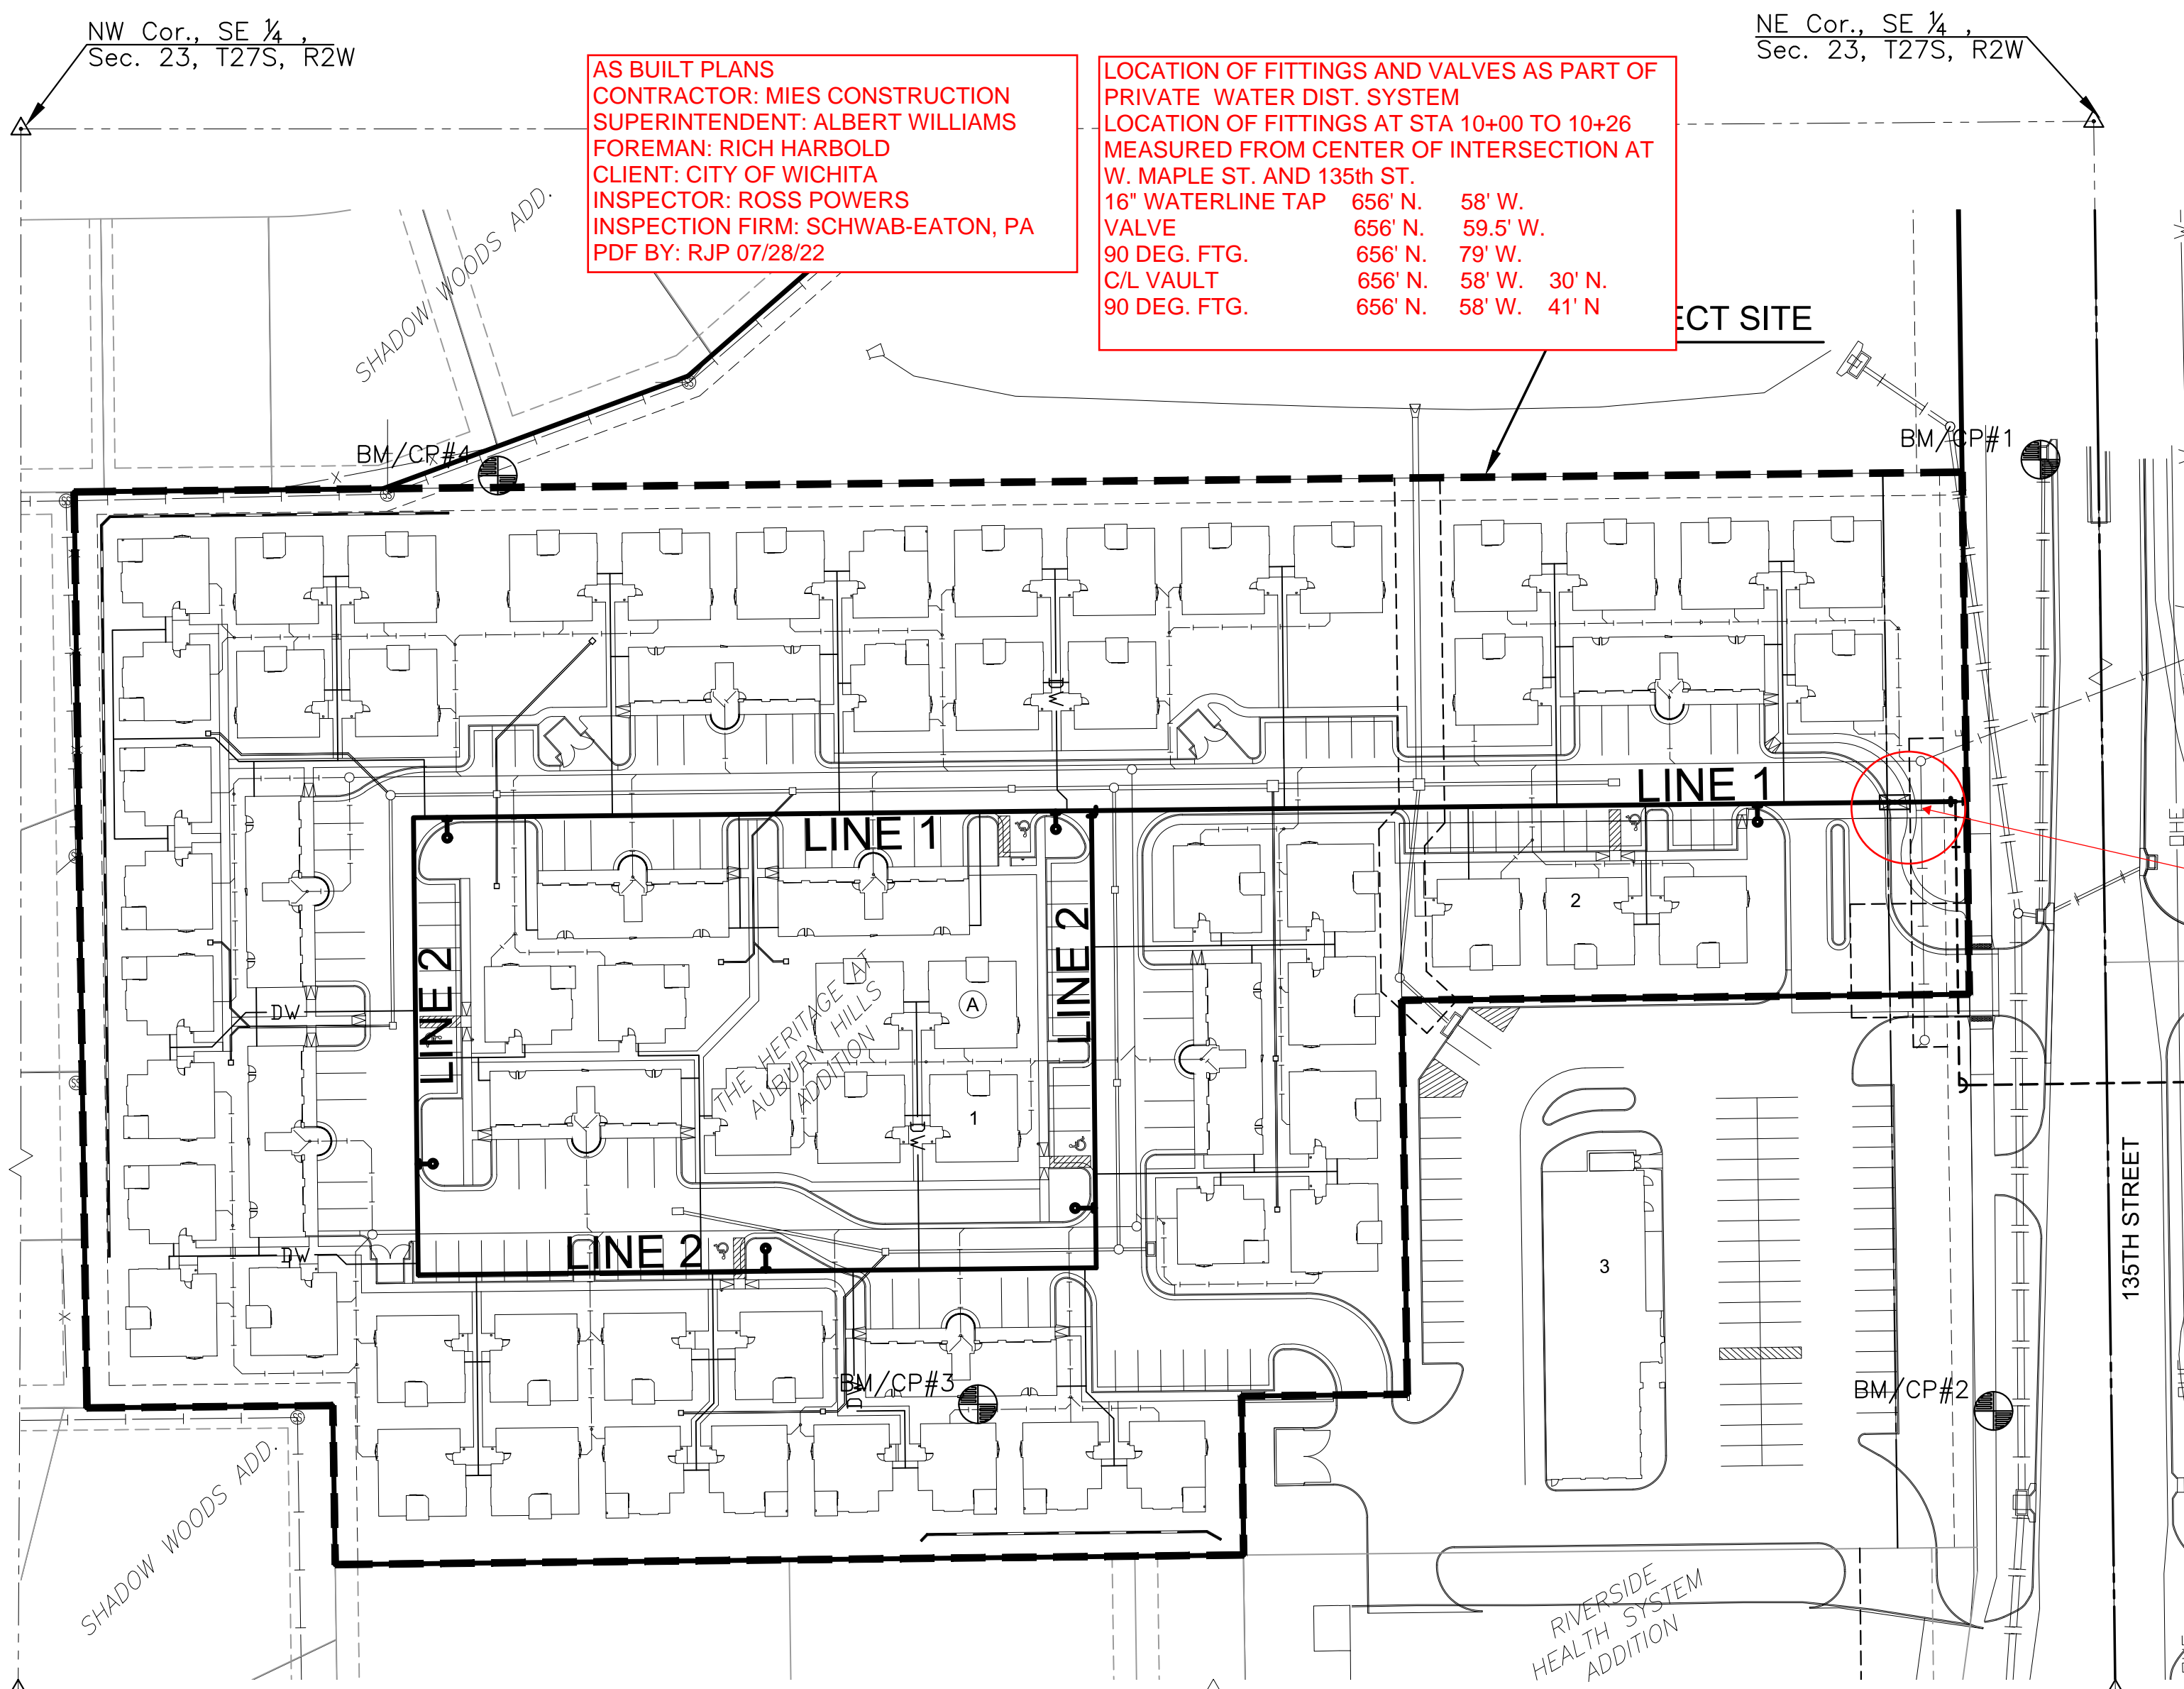 NW Cor., SE ¼ ,
Sec. 23, T27S, R2W
NE Cor., SE ¼ ,
Sec. 23, T27S, R2W
AS BUILT PLANS
CONTRACTOR: MIES CONSTRUCTION
SUPERINTENDENT: ALBERT WILLIAMS
FOREMAN: RICH HARBOLD
CLIENT: CITY OF WICHITA
INSPECTOR: ROSS POWERS
INSPECTION FIRM: SCHWAB-EATON, PA
PDF BY: RJP 07/28/22
LOCATION OF FITTINGS AND VALVES AS PART OF
PRIVATE WATER DIST. SYSTEM
LOCATION OF FITTINGS AT STA 10+00 TO 10+26
MEASURED FROM CENTER OF INTERSECTION AT
W. MAPLE ST. AND 135th ST.
16" WATERLINE TAP 656' N. 58' W.
VALVE 656' N. 59.5' W.
90 DEG. FTG. 656' N. 79' W.
C/L VAULT 656' N. 58' W. 30' N.
90 DEG. FTG. 656' N. 58' W. 41' N
ECT SITE
SHADOW WOODS ADD.
BM/CP#4
BM/CP#1
DW
LINE 1
LINE 1
THE
2
LINE 2
LINE 2
A
DW
THE HERITAGE AT
AUBURN HILLS
ADDITION
1
DW
DW
LINE 2
3
135TH STREET
BM/CP#3
BM/CP#2
SHADOW WOODS ADD.
RIVERSIDE
HEALTH SYSTEM
ADDITION